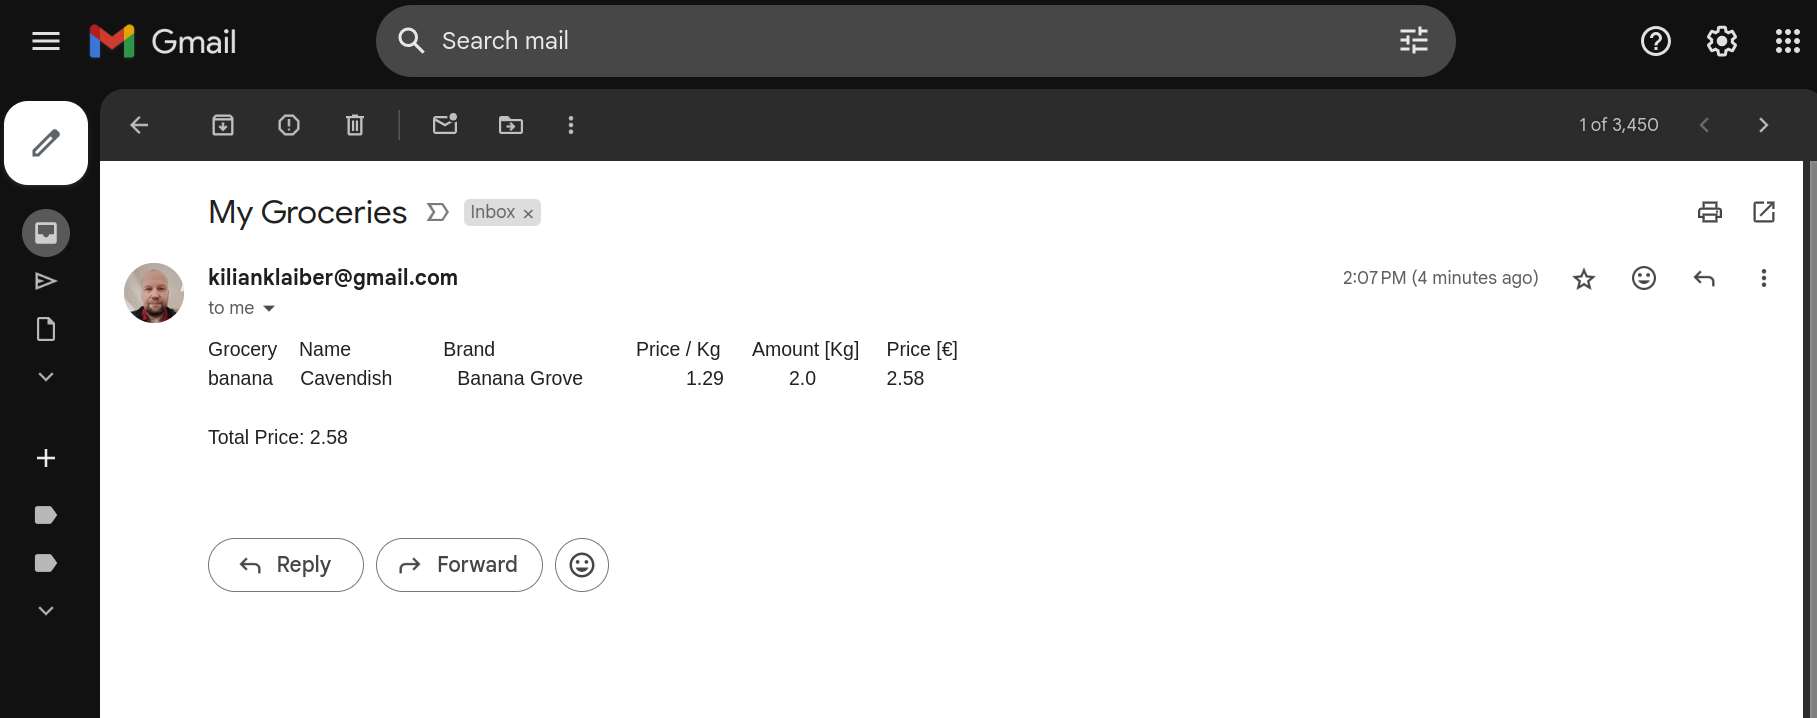 Gmail
Search mail
1 of 3,450
My Groceries Inbox ×
kilianklaiber@gmail.com 2:07 PM (4 minutes ago)
to me
Grocery Name Brand Price / Kg Amount [Kg] Price [€]
banana Cavendish Banana Grove 1.29 2.0 2.58
Total Price: 2.58
Reply Forward